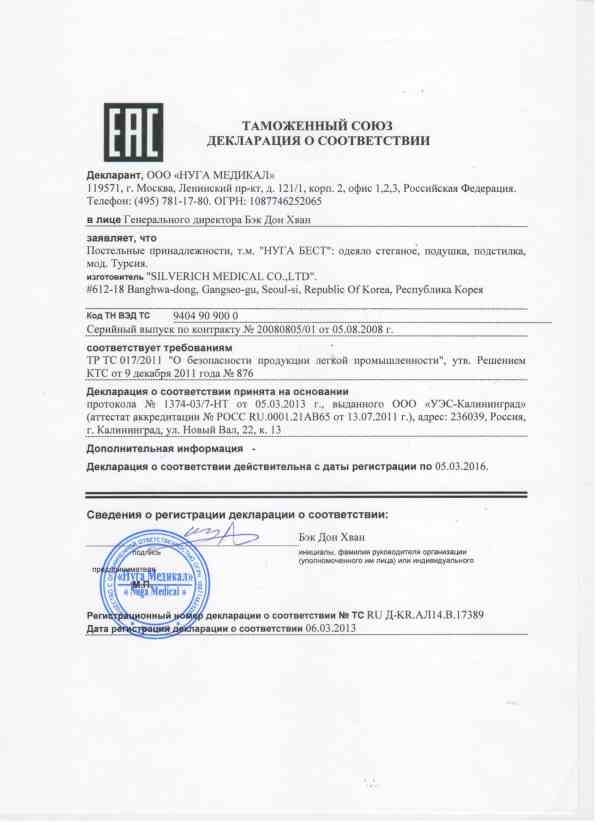 EAC
ТАМОЖЕННЫЙ СОЮЗ
ДЕКЛАРАЦИЯ О СООТВЕТСТВИИ
Декларант, ООО «НУГА МЕДИКАЛ»
119571, г. Москва, Ленинский пр-кт, д. 121/1, корп. 2, офис 1,2,3, Российская Федерация.
Телефон: (495) 781-17-80. ОГРН: 1087746252065
в лице Генерального директора Бэк Дон Хван
заявляет, что
Постельные принадлежности, т.м. "НУГА БЕСТ": одеяло стеганое, подушка, подстилка,
мод. Турсия.
изготовитель "SILVERICH MEDICAL CO.,LTD".
#612-18 Banghwa-dong, Gangseo-gu, Seoul-si, Republic Of Korea, Республика Корея
Код ТН ВЭД ТС 9404 90 900 0
Серийный выпуск по контракту № 20080805/01 от 05.08.2008 г.
соответствует требованиям
ТР ТС 017/2011 "О безопасности продукции легкой промышленности", утв. Решением
КТС от 9 декабря 2011 года № 876
Декларация о соответствии принята на основании
протокола № 1374-03/7-НТ от 05.03.2013 г., выданного ООО «УЭС-Калининград»
(аттестат аккредитации № РОСС RU.0001.21АВ65 от 13.07.2011 г.), адрес: 236039, Россия,
г. Калининград, ул. Новый Вал, 22, к. 13
Дополнительная информация -
Декларация о соответствии действительна с даты регистрации по 05.03.2016.
Сведения о регистрации декларации о соответствии:
Бэк Дон Хван
подпись инициалы, фамилия руководителя организации
(уполномоченного им лица) или индивидуального
предпринимателя
«Нуга Медикал»
М.П.
« Nuga Medical »
Регистрационный номер декларации о соответствии № ТС RU Д-KR.АЛ14.В.17389
Дата регистрации декларации о соответствии 06.03.2013